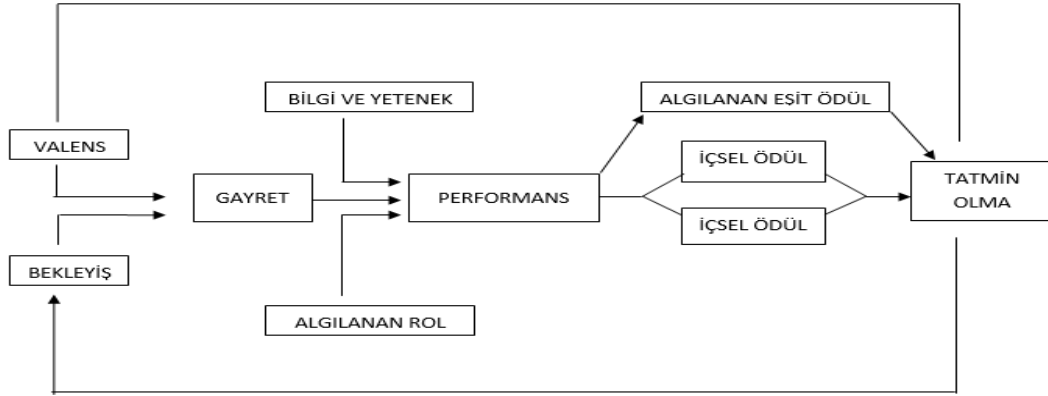 BİLGİ VE YETENEK
ALGILANAN EŞİT ÖDÜL
VALENS
İÇSEL ÖDÜL
GAYRET
PERFORMANS
TATMİN
OLMA
İÇSEL ÖDÜL
BEKLEYİŞ
ALGILANAN ROL